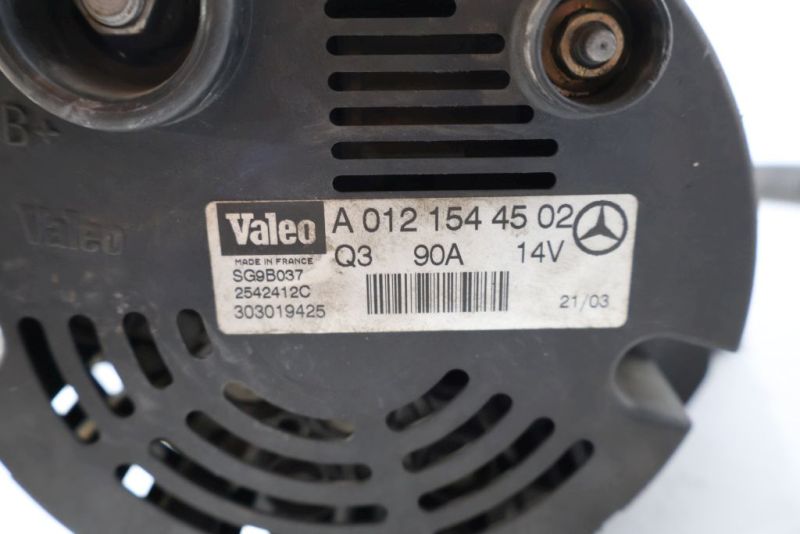 B+
Valeo
Valeo A 012 154 45 02
MADE IN FRANCE Q3 90A 14V
SG9B037
2542412C
303019425 21/03